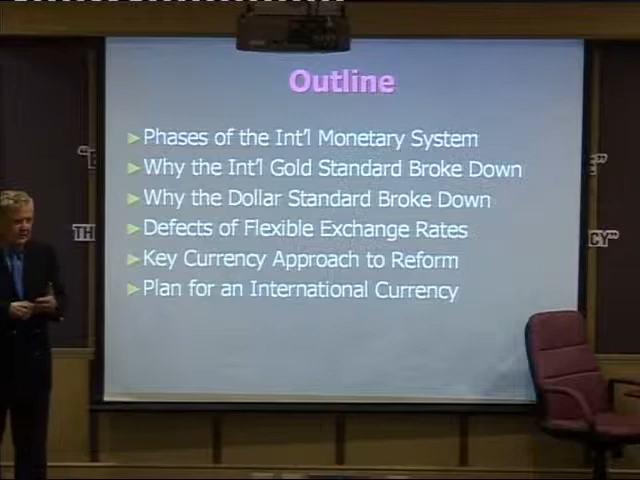 Outline
Phases of the Int'l Monetary System
Why the Int'l Gold Standard Broke Down
Why the Dollar Standard Broke Down
Defects of Flexible Exchange Rates
Key Currency Approach to Reform
Plan for an International Currency